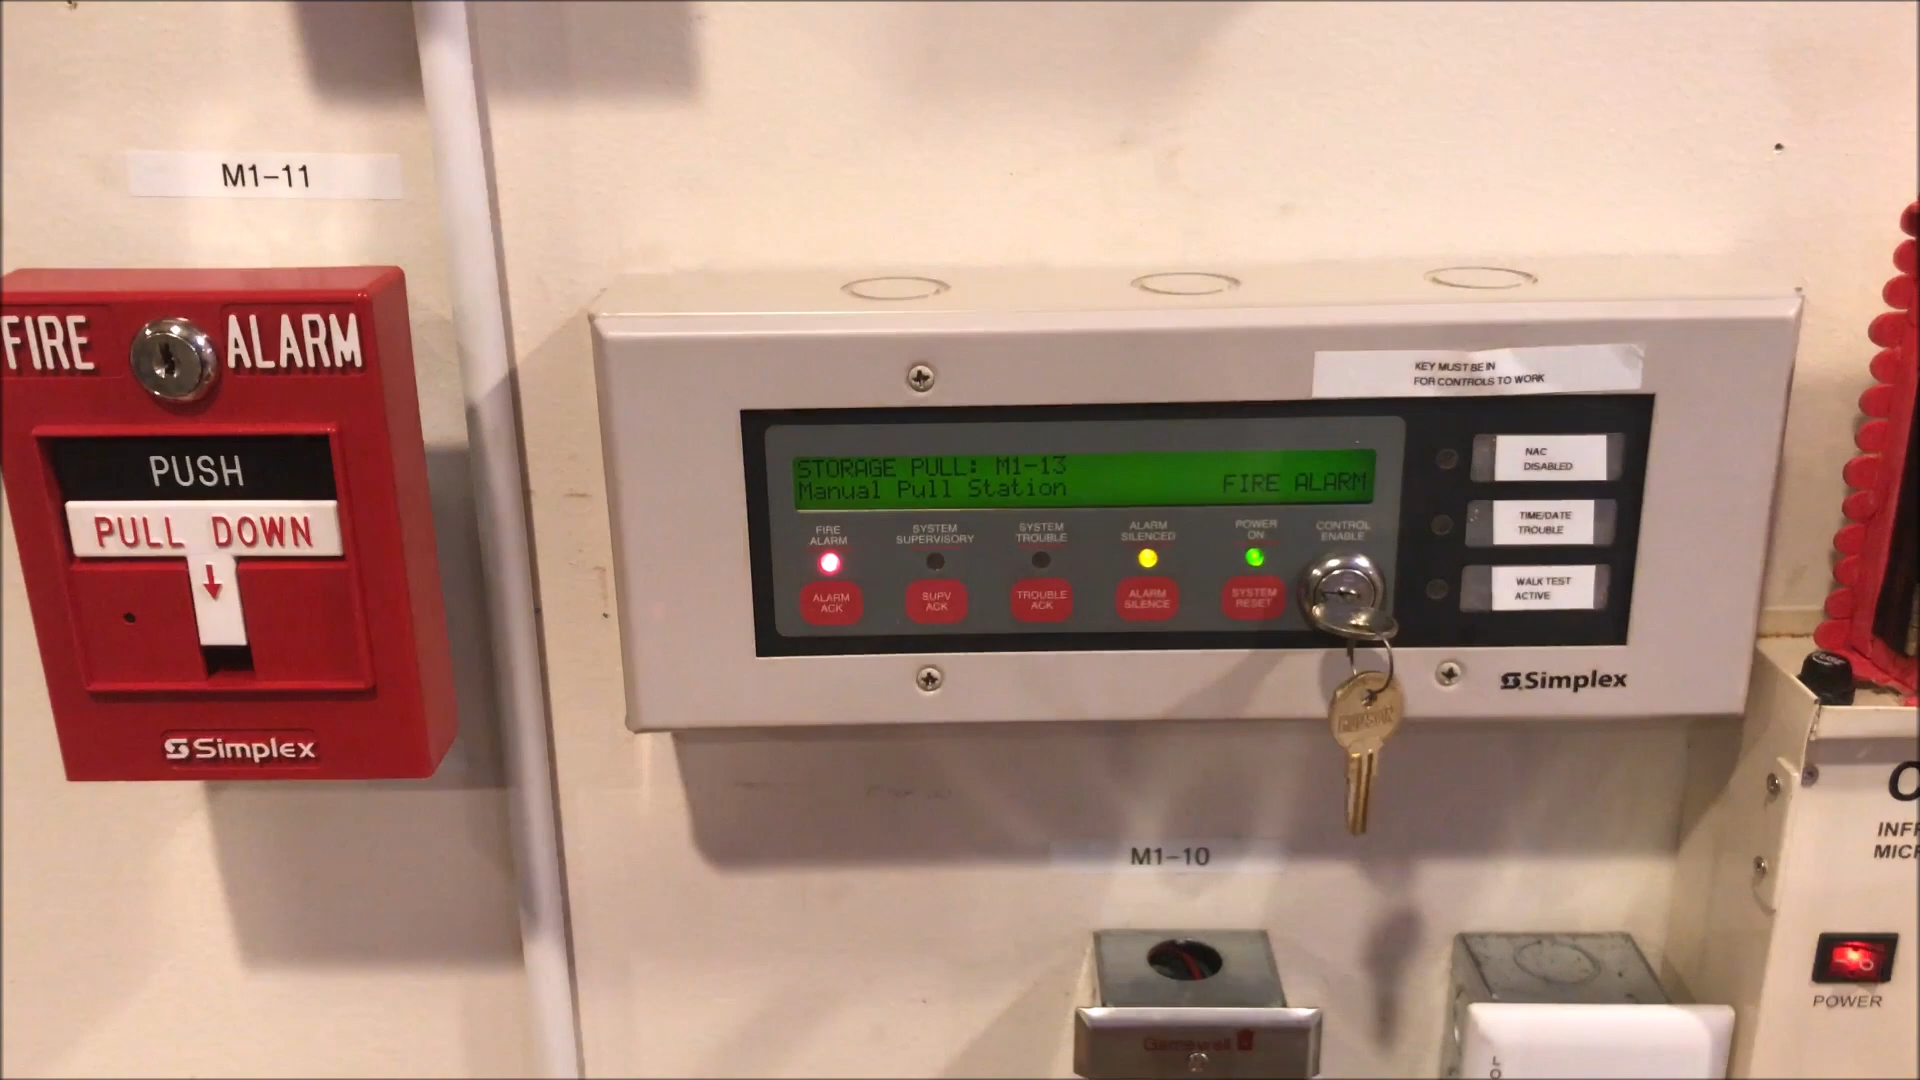 M1-11
FIRE ALARM
PUSH
PULL DOWN
Simplex
KEY MUST BE IN
FOR CONTROLS TO WORK
STORAGE PULL: M1-13
Manual Pull Station FIRE ALARM
FIRE
ALARM
SYSTEM
SUPERVISORY
SYSTEM
TROUBLE
ALARM
SILENCED
POWER
ON
CONTROL
ENABLE
ALARM
ACK
SUPV
ACK
TROUBLE
ACK
ALARM
SILENCE
SYSTEM
RESET
NAC
DISABLED
TIME/DATE
TROUBLE
WALK TEST
ACTIVE
Simplex
M1-10
Gamewell
FUSE
POWER